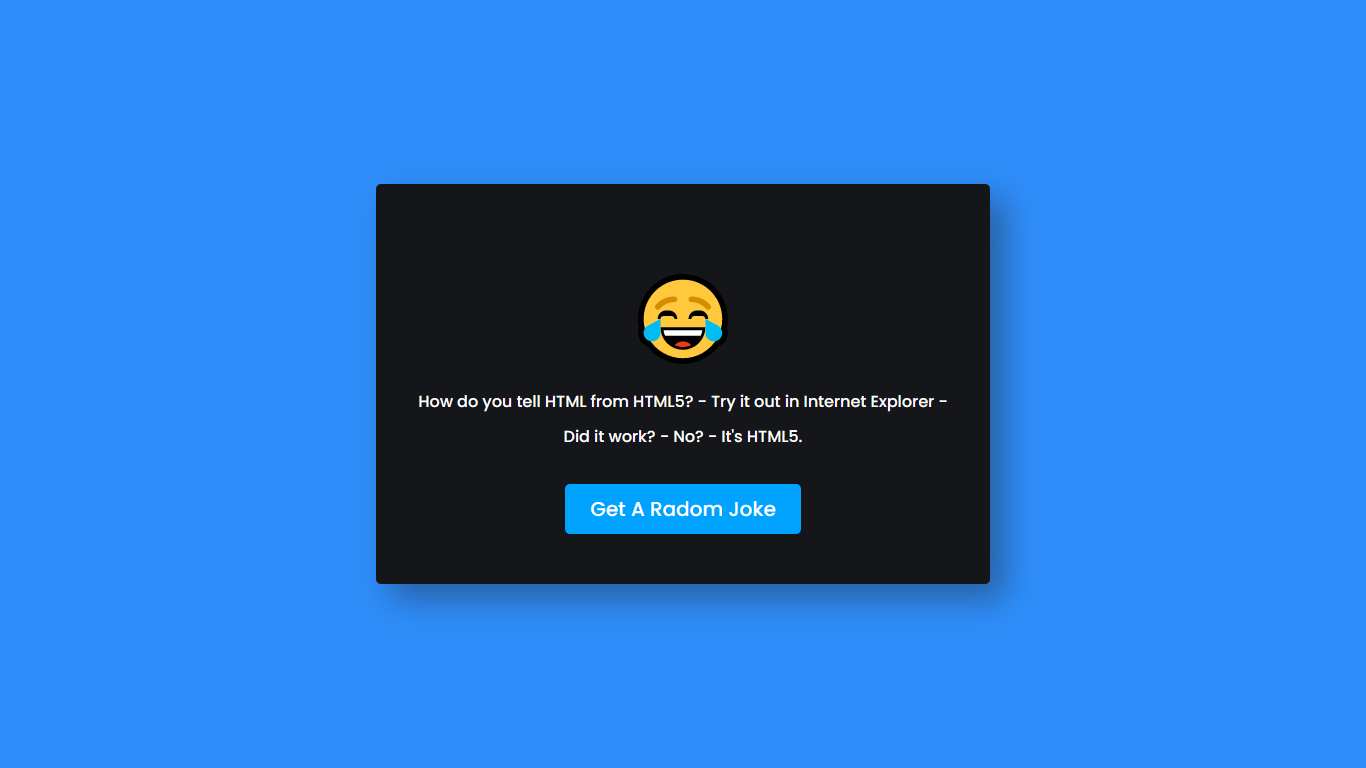 How do you tell HTML from HTML5? - Try it out in Internet Explorer -
Did it work? - No? - It's HTML5.
Get A Radom Joke